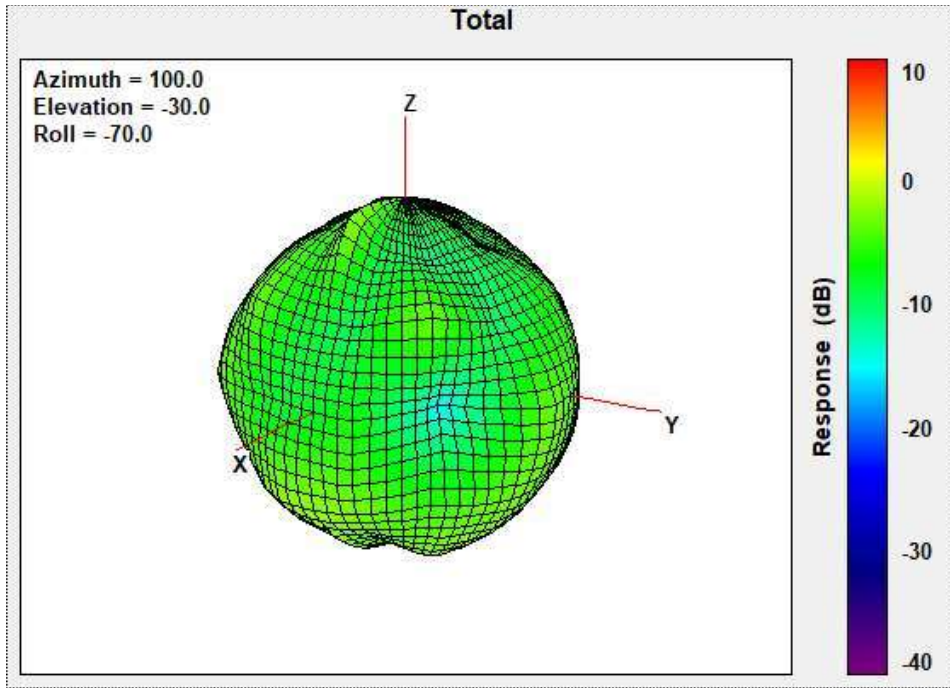 Total
Azimuth = 100.0
Elevation = -30.0
Roll = -70.0
Z
Y
X
10
0
-10
-20
-30
-40
Response (dB)